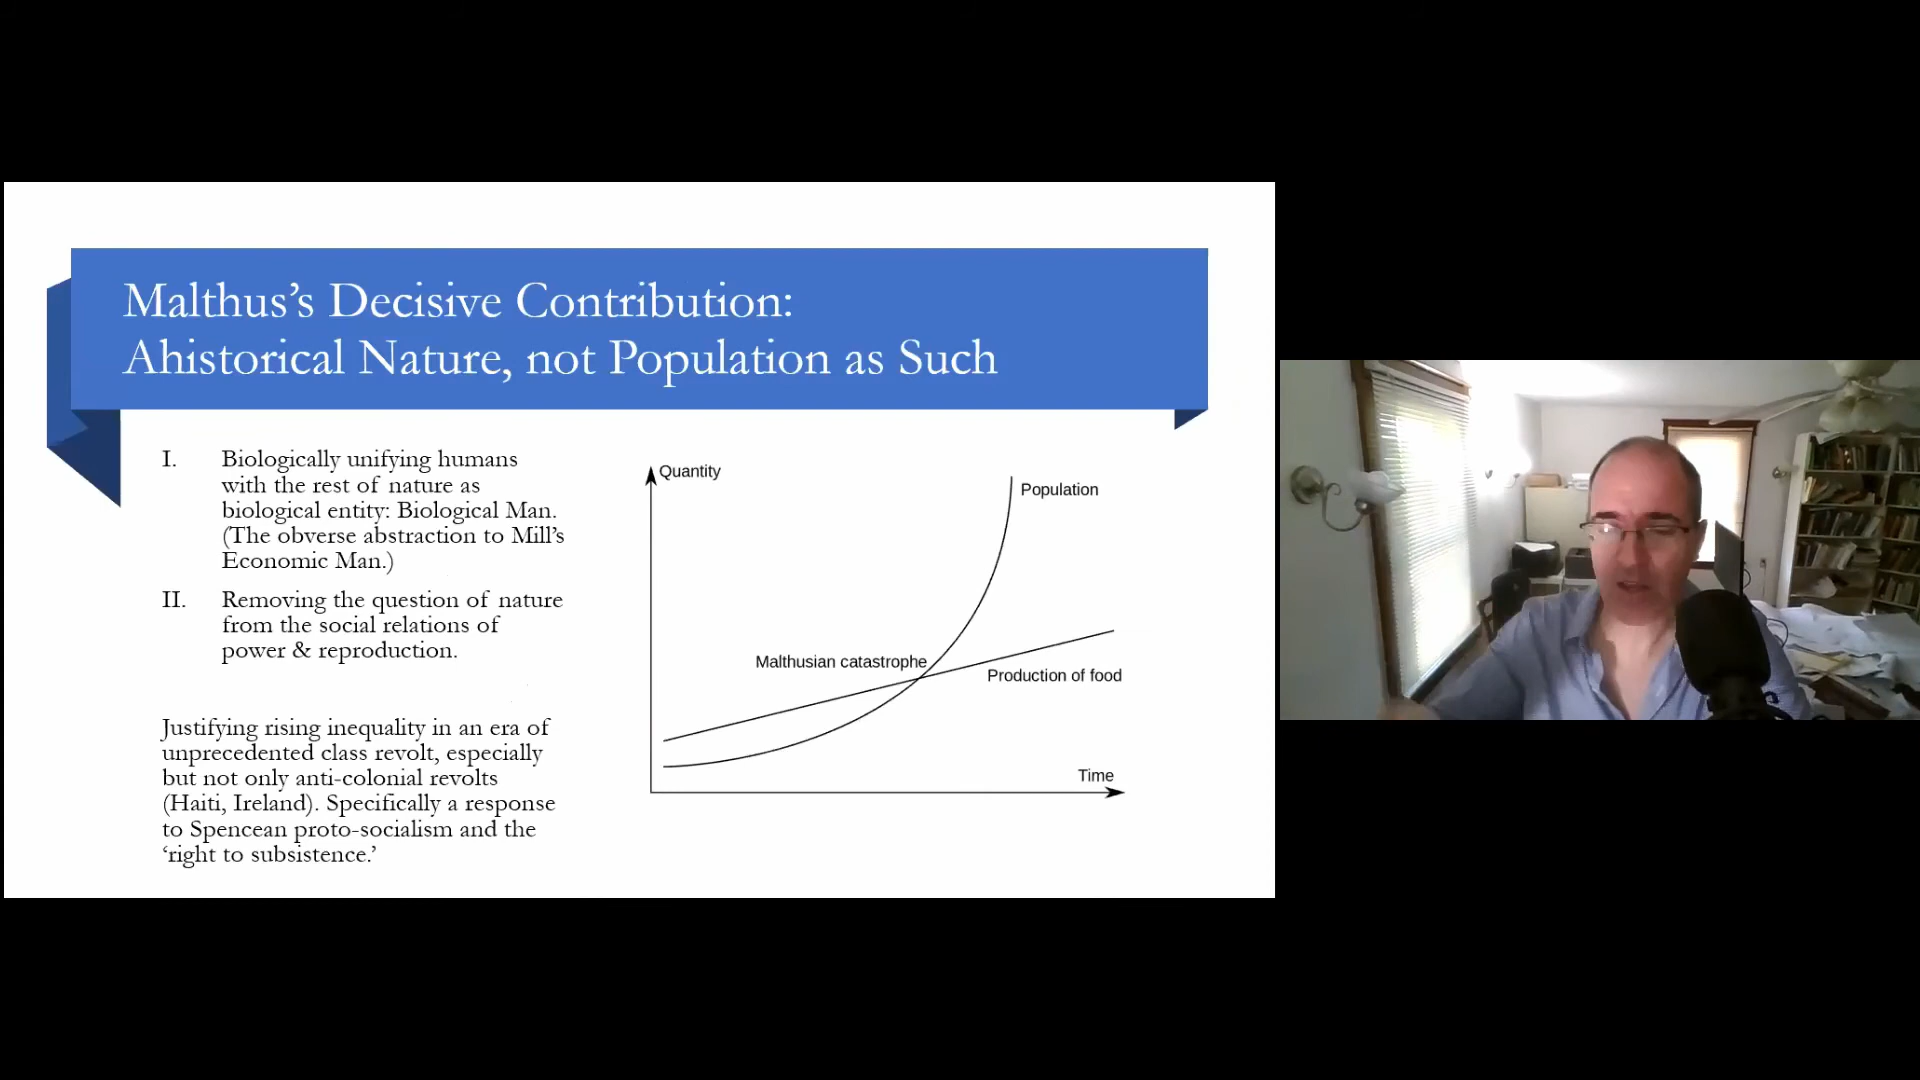 Malthus’s Decisive Contribution:
Ahistorical Nature, not Population as Such
I. Biologically unifying humans
with the rest of nature as
biological entity: Biological Man.
(The obverse abstraction to Mill’s
Economic Man.)
II. Removing the question of nature
from the social relations of
power & reproduction.
Justifying rising inequality in an era of
unprecedented class revolt, especially
but not only anti-colonial revolts
(Haiti, Ireland). Specifically a response
to Spencean proto-socialism and the
‘right to subsistence.’
Quantity
Population
Malthusian catastrophe
Production of food
Time